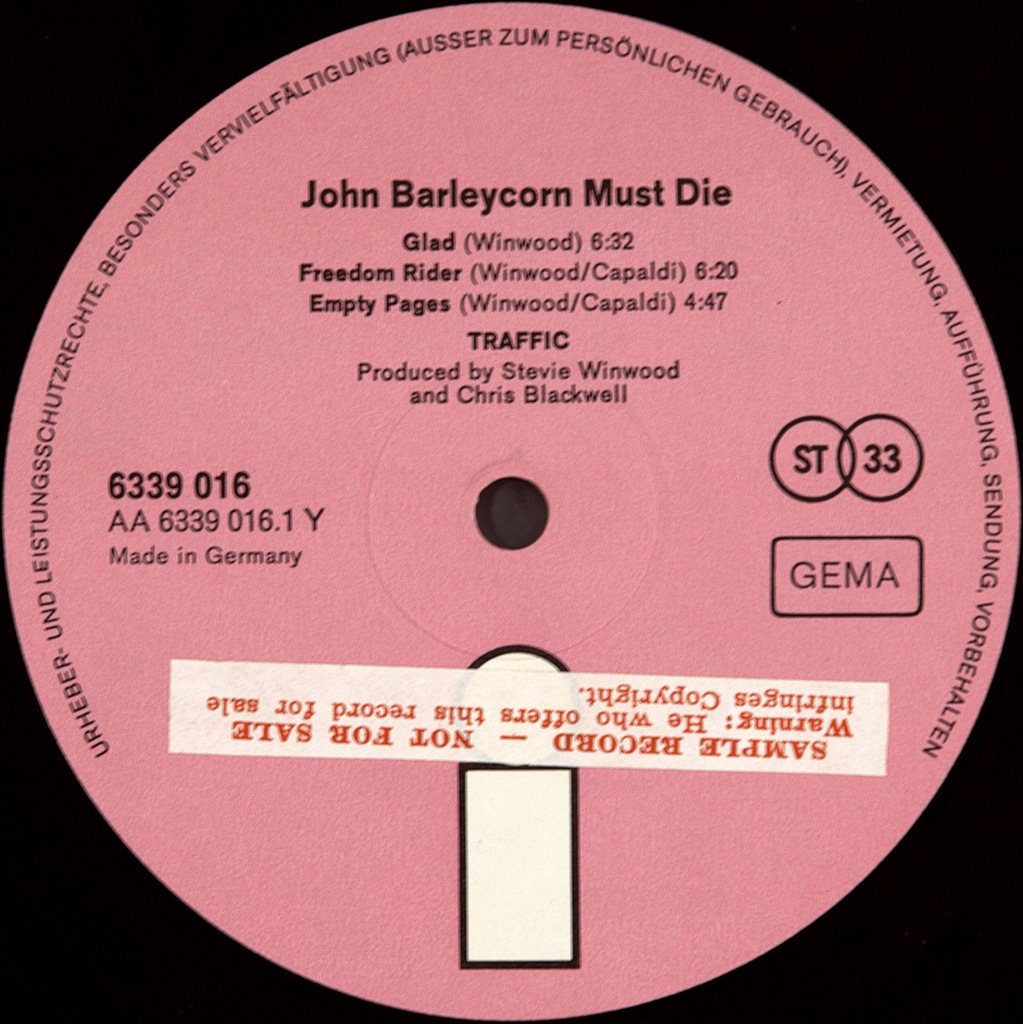 URHEBER- UND LEISTUNGSSCHUTZRECHTE, BESONDERS VERVIELFÄLTIGUNG (AUSSER ZUM PERSÖNLICHEN GEBRAUCH), VERMIETUNG, AUFFÜHRUNG, SENDUNG, VORBEHALTEN
John Barleycorn Must Die
Glad (Winwood) 6:32
Freedom Rider (Winwood/Capaldi) 6:20
Empty Pages (Winwood/Capaldi) 4:47
TRAFFIC
Produced by Stevie Winwood
and Chris Blackwell
6339 016
AA 6339 016.1 Y
Made in Germany
ST 33
GEMA
SAMPLE RECORD — NOT FOR SALE
Warning: He who offers this record for sale
infringes Copyright.